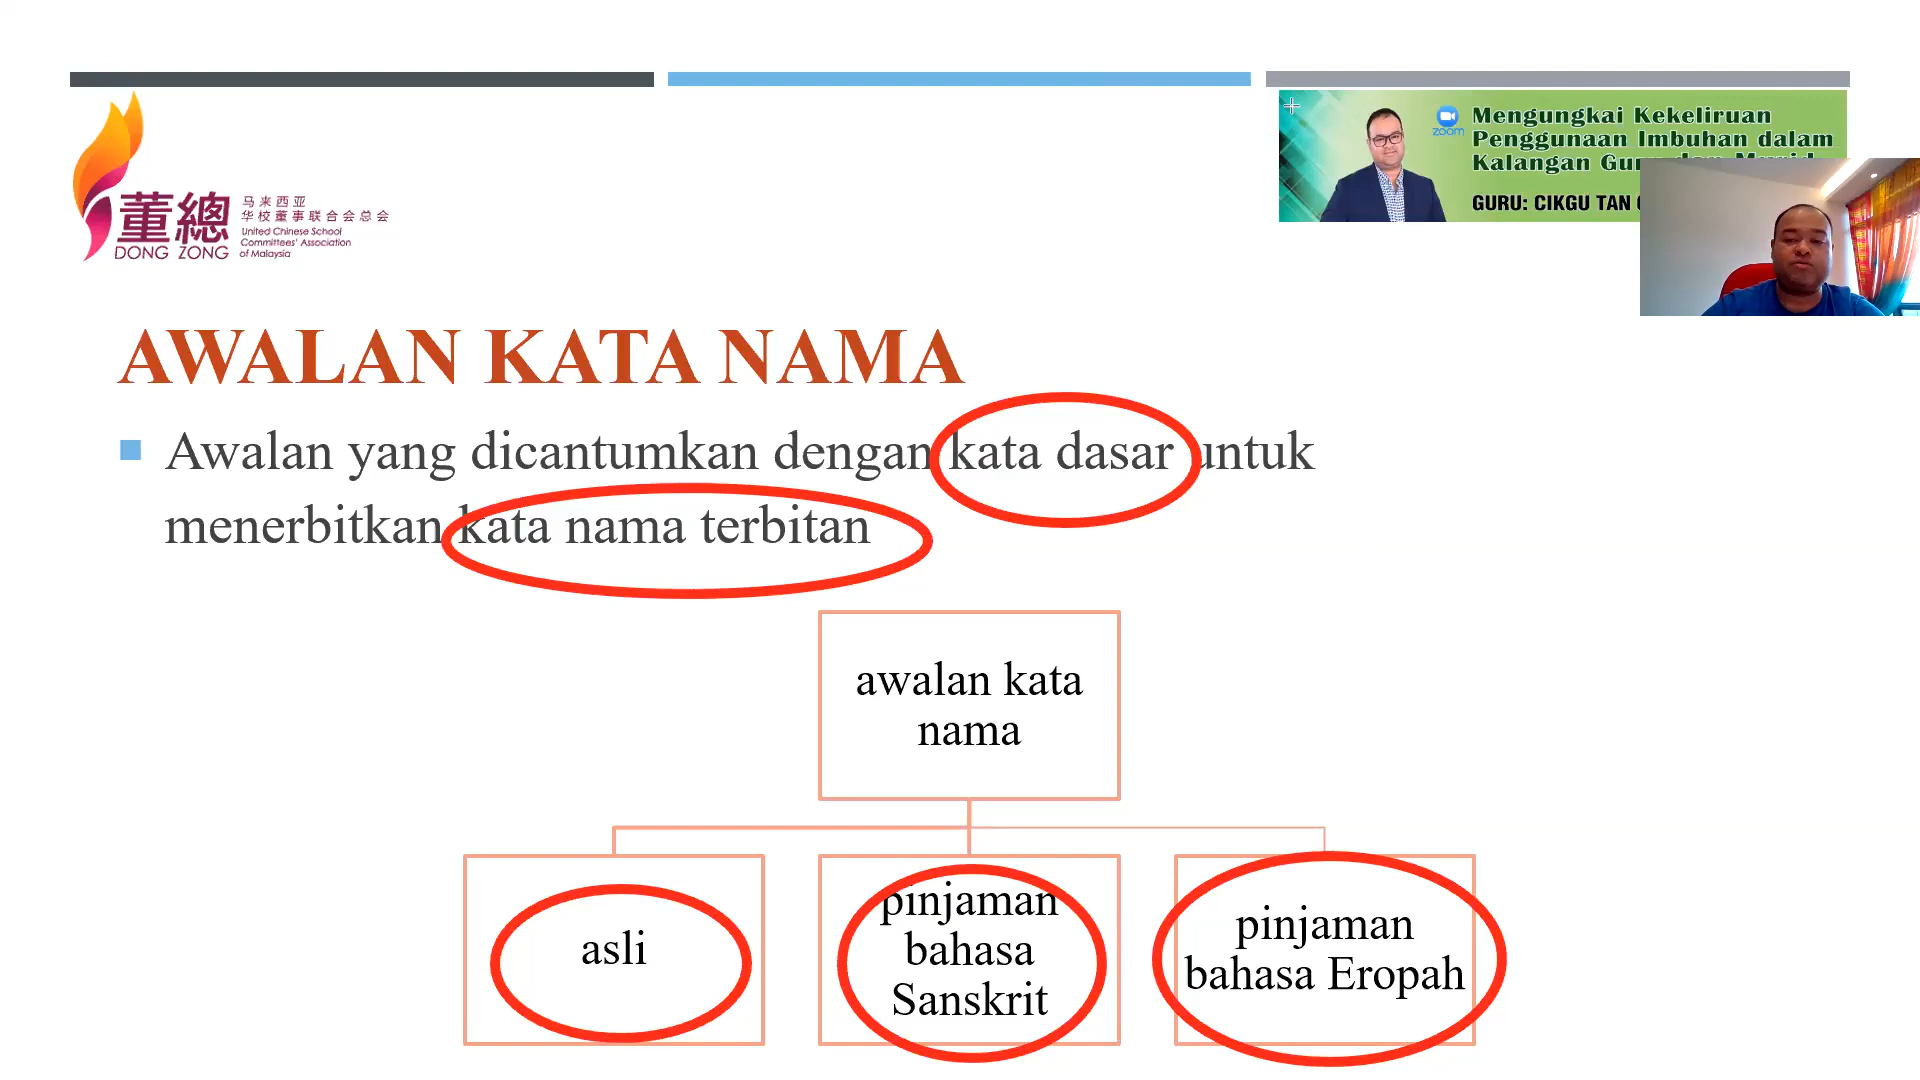 董總
DONG ZONG
马来西亚
华校董事联合会总会
United Chinese School
Committees' Association
of Malaysia
zoom
Mengungkai Kekeliruan
Penggunaan Imbuhan dalam
Kalangan
GURU: CIKGU TAN
AWALAN KATA NAMA
Awalan yang dicantumkan dengan kata dasar untuk
menerbitkan kata nama terbitan
awalan kata
nama
asli
pinjaman
bahasa
Sanskrit
pinjaman
bahasa Eropah